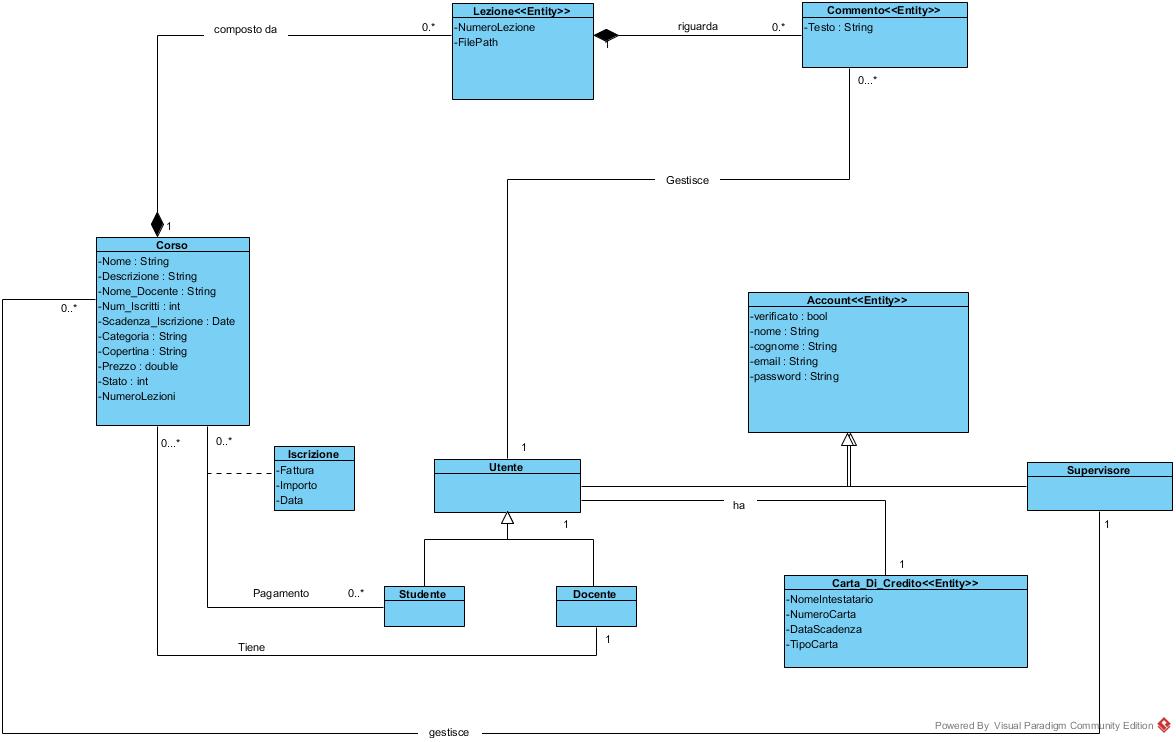 Lezione<<Entity>>
-NumeroLezione
-FilePath
Commento<<Entity>>
-Testo : String
composto da
0..*
riguarda
0..*
1
0...*
Gestisce
1
Corso
-Nome : String
-Descrizione : String
-Nome_Docente : String
-Num_Iscritti : int
-Scadenza_Iscrizione : Date
-Categoria : String
-Copertina : String
-Prezzo : double
-Stato : int
-NumeroLezioni
0..*
Account<<Entity>>
-verificato : bool
-nome : String
-cognome : String
-email : String
-password : String
0...*
0..*
Iscrizione
-Fattura
-Importo
-Data
1
Utente
1
Supervisore
1
ha
1
Carta_Di_Credito<<Entity>>
-NomeIntestatario
-NumeroCarta
-DataScadenza
-TipoCarta
Pagamento
0..*
Studente
Docente
1
Tiene
gestisce
Powered By Visual Paradigm Community Edition